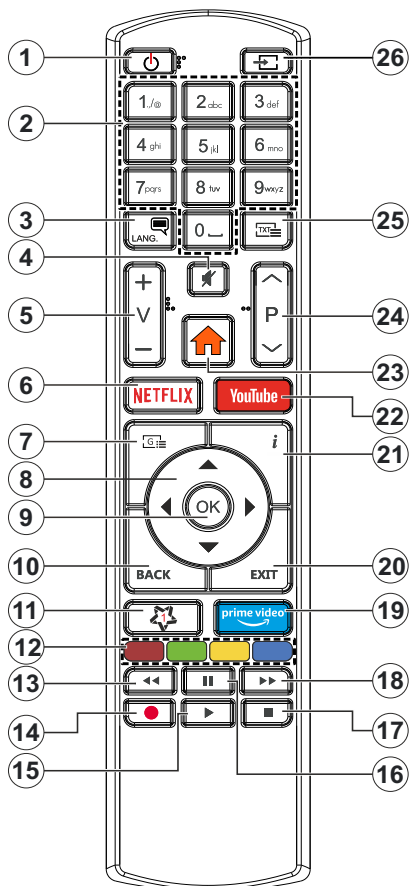 1
26
2
1../@
2abc
3def
4ghi
5jkl
6mno
7pqrs
8tuv
9wxyz
3
LANG.
0
TXT
25
4
5
+
V
−
P
24
23
6
NETFLIX
YouTube
22
7
G
i
21
8
9
OK
10
BACK
EXIT
20
11
1
prime video
19
12
13
18
14
17
15
16